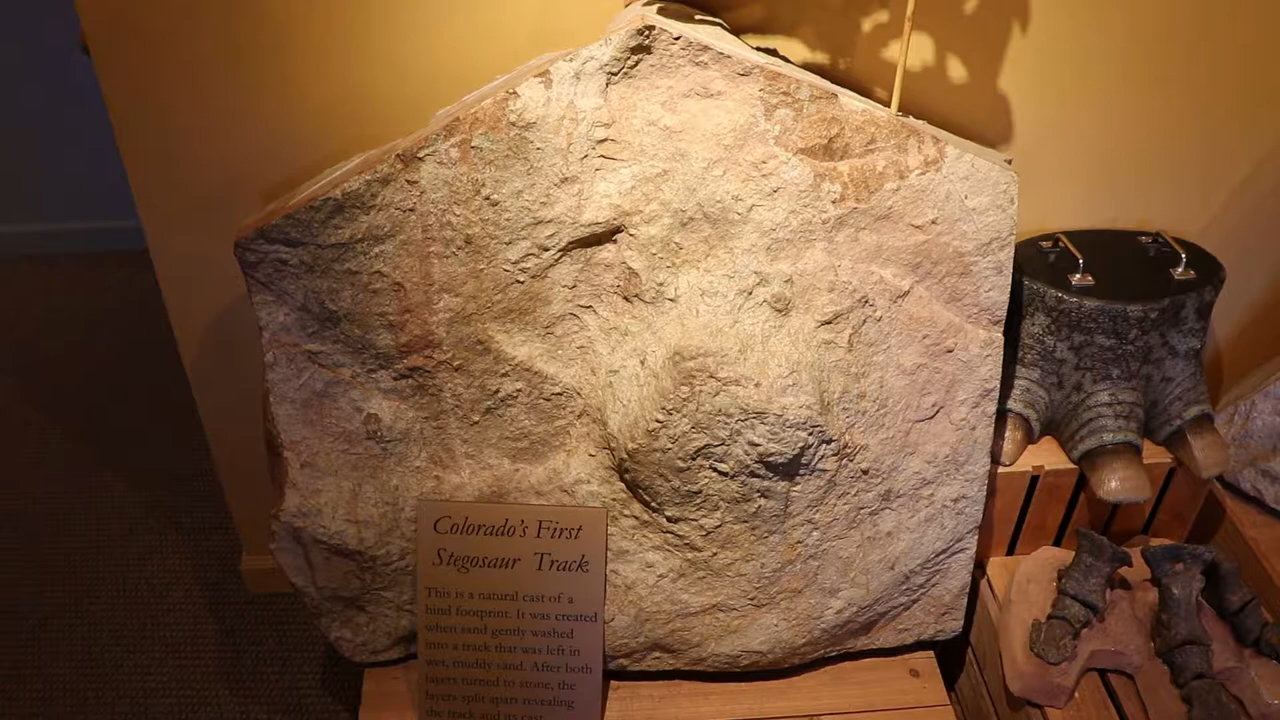 Colorado's First
Stegosaur Track
This is a natural cast of a
hind footprint. It was created
when sand gently washed
into a track that was left in
wet, muddy sand. After both
layers turned to stone, the
layers split apart revealing
the track and its cast.